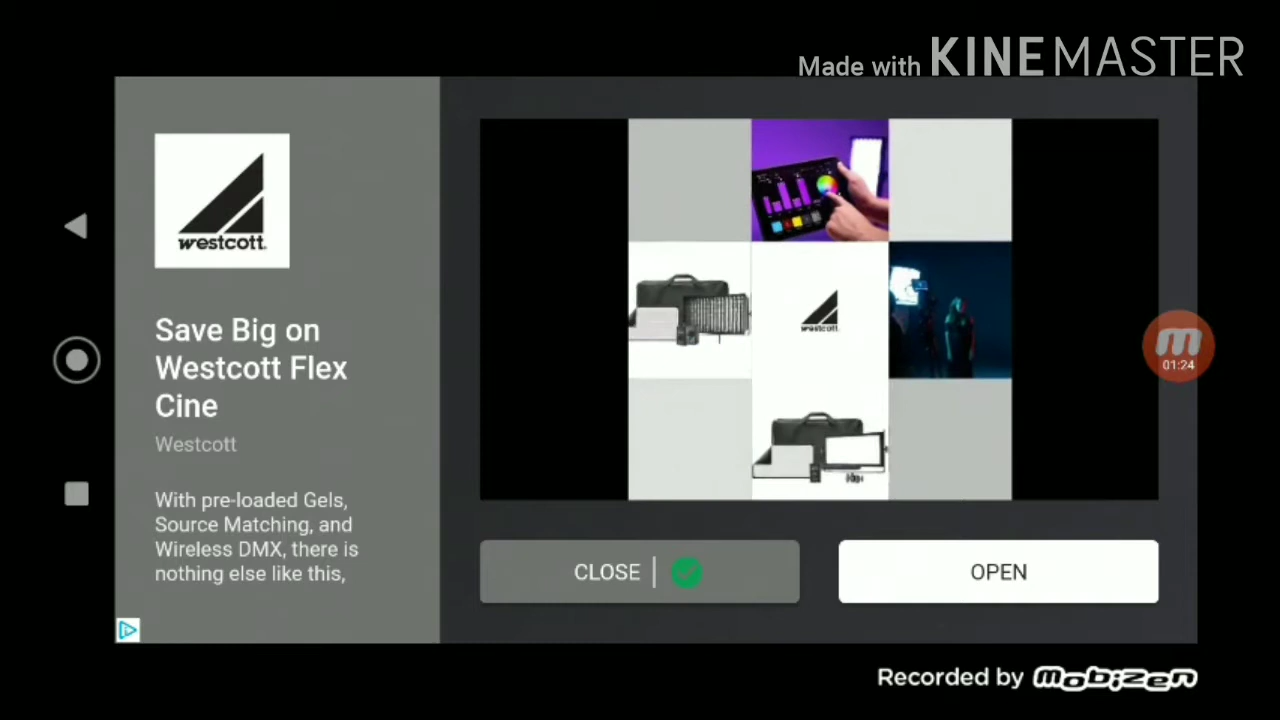 Made with KINEMASTER
westcott
Save Big on
Westcott Flex
Cine
Westcott
With pre-loaded Gels,
Source Matching, and
Wireless DMX, there is
nothing else like this,
westcott
CLOSE
OPEN
01:24
Recorded by mobizen